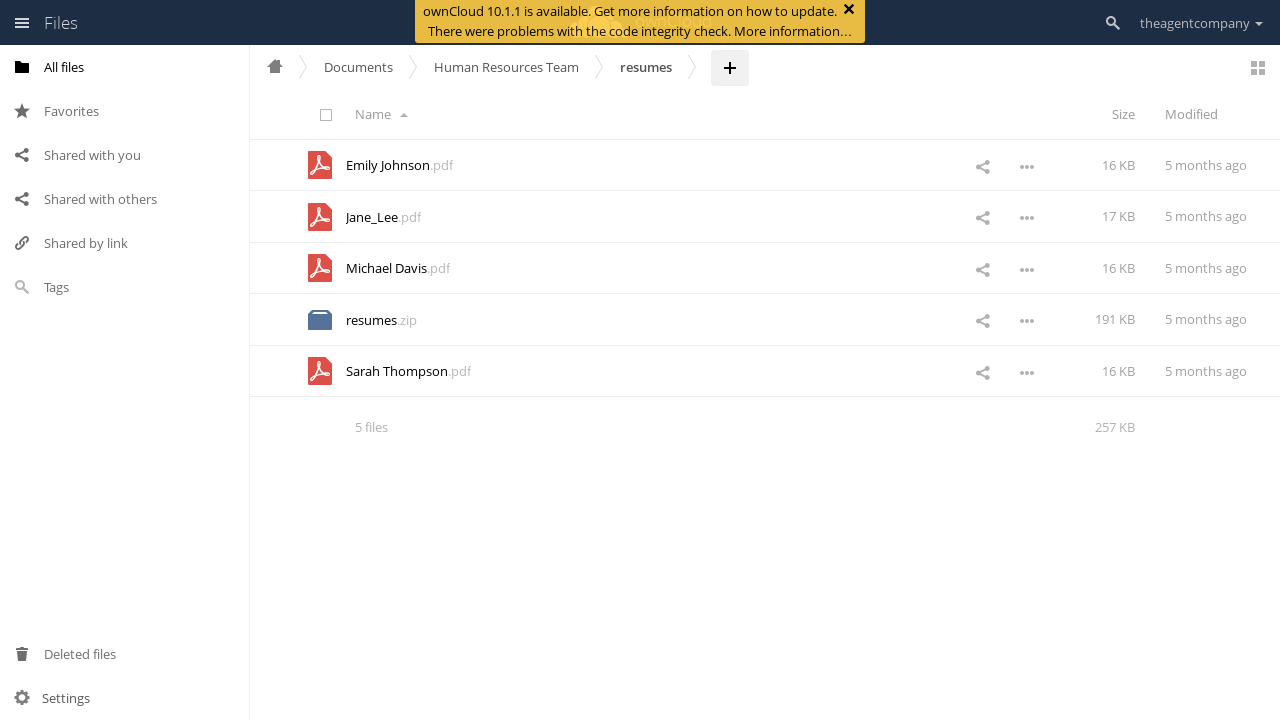 Files
ownCloud 10.1.1 is available. Get more information on how to update.
There were problems with the code integrity check. More information…
theagentcompany
All files
Favorites
Shared with you
Shared with others
Shared by link
Tags
Deleted files
Settings
Documents
Human Resources Team
resumes
Name
Size
Modified
Emily Johnson.pdf 16 KB 5 months ago
Jane_Lee.pdf 17 KB 5 months ago
Michael Davis.pdf 16 KB 5 months ago
resumes.zip 191 KB 5 months ago
Sarah Thompson.pdf 16 KB 5 months ago
5 files 257 KB